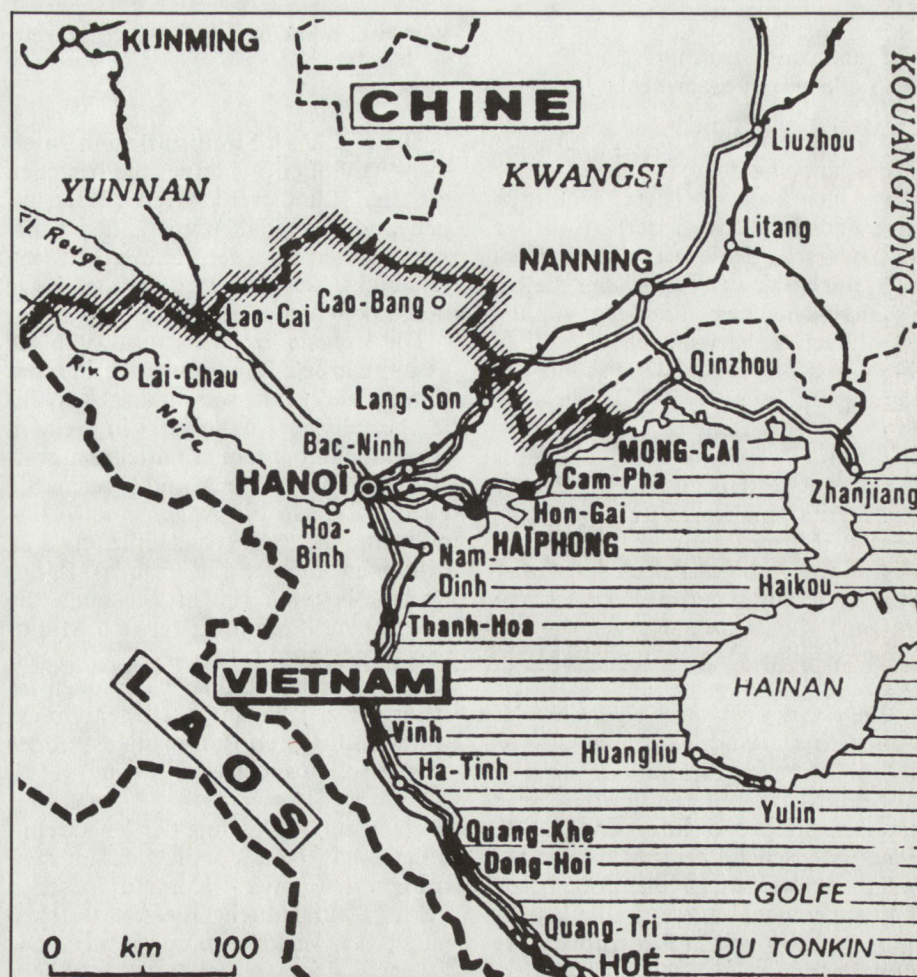 KUNMING
CHINE
KOUANGTONG
Liuzhou
YUNNAN
KWANGS!
Litang
Rouge
NANNING
Cao-Bang
Lao-Cai
Riv.
Noire
Lai-Chau
Qinzhou
Lang-Son
Bac-Ninh
MONG-CAI
HANOÏ
Cam-Pha
Zhanjiang
Hoa-
Binh
Hon-Gai
HAÏPHONG
Nam
Dinh
Haikou
Thanh-Hoa
LAOS
VIETNAM
HAINAN
Vinh
Huangliu
Ha-Tinh
Yulin
Quang-Khe
Dong-Hoi
GOLFE
DU TONKIN
Quang-Tri
0 km 100
HUÉ